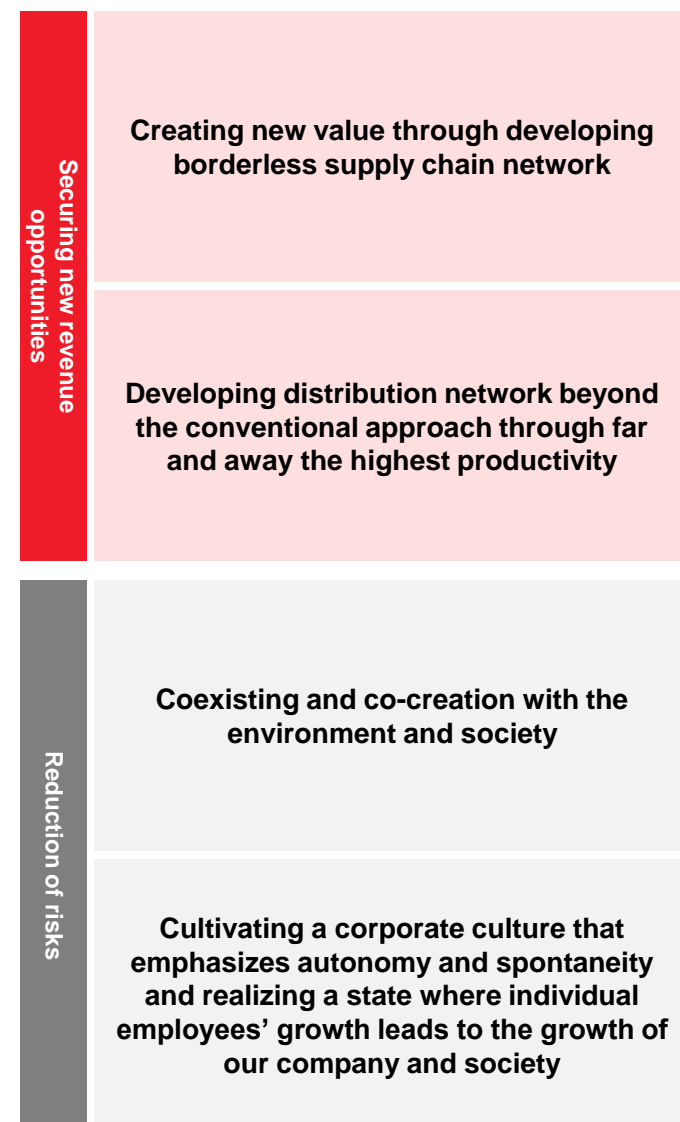 Securing new revenue
opportunities
Creating new value through developing
borderless supply chain network
Developing distribution network beyond
the conventional approach through far
and away the highest productivity
Reduction of risks
Coexisting and co-creation with the
environment and society
Cultivating a corporate culture that
emphasizes autonomy and spontaneity
and realizing a state where individual
employees’ growth leads to the growth of
our company and society